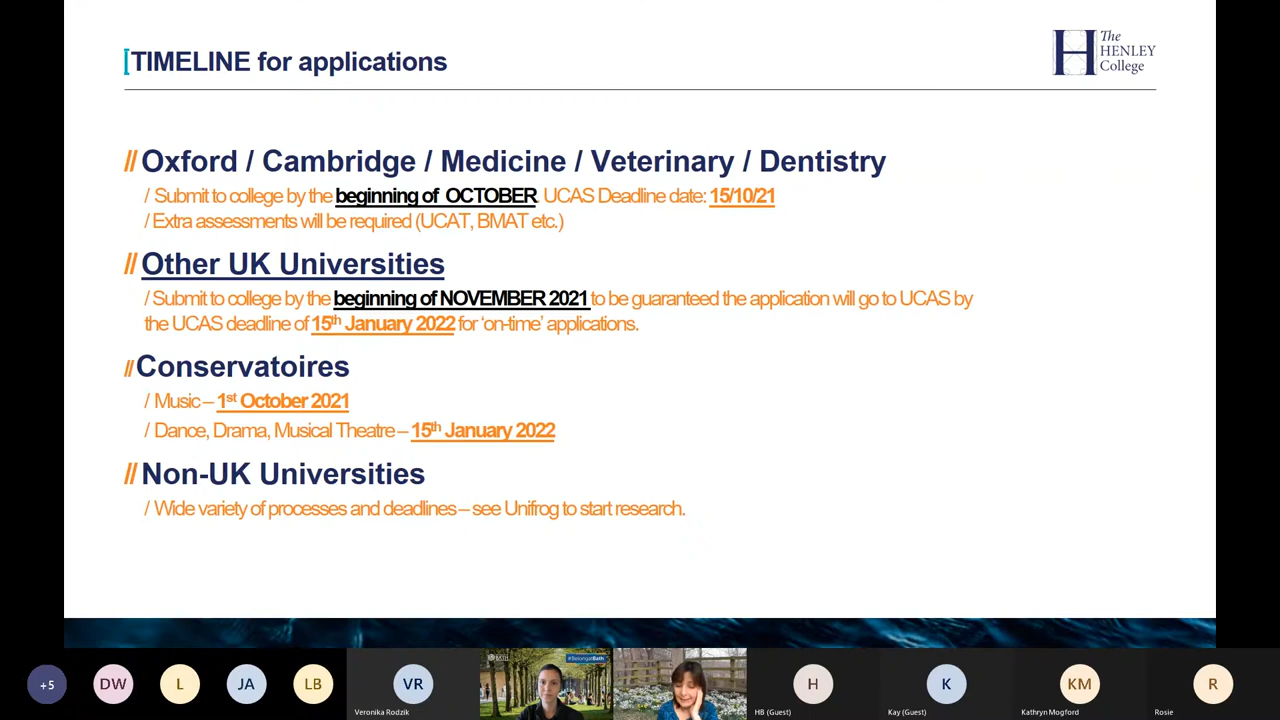 [TIMELINE for applications
The
HENLEY
College
H
// Oxford / Cambridge / Medicine / Veterinary / Dentistry
/ Submit to college by the beginning of OCTOBER. UCAS Deadline date: 15/10/21
/ Extra assessments will be required (UCAT, BMAT etc.)
// Other UK Universities
/ Submit to college by the beginning of NOVEMBER 2021 to be guaranteed the application will go to UCAS by
the UCAS deadline of 15th January 2022 for ‘on-time’ applications.
// Conservatoires
/ Music – 1st October 2021
/ Dance, Drama, Musical Theatre – 15th January 2022
// Non-UK Universities
/ Wide variety of processes and deadlines – see Unifrog to start research.
+5
DW
L
JA
LB
VR
Veronika Rodzik
BATH
#BelongatBath
H
HB (Guest)
K
Kay (Guest)
KM
Kathryn Mogford
R
Rosie